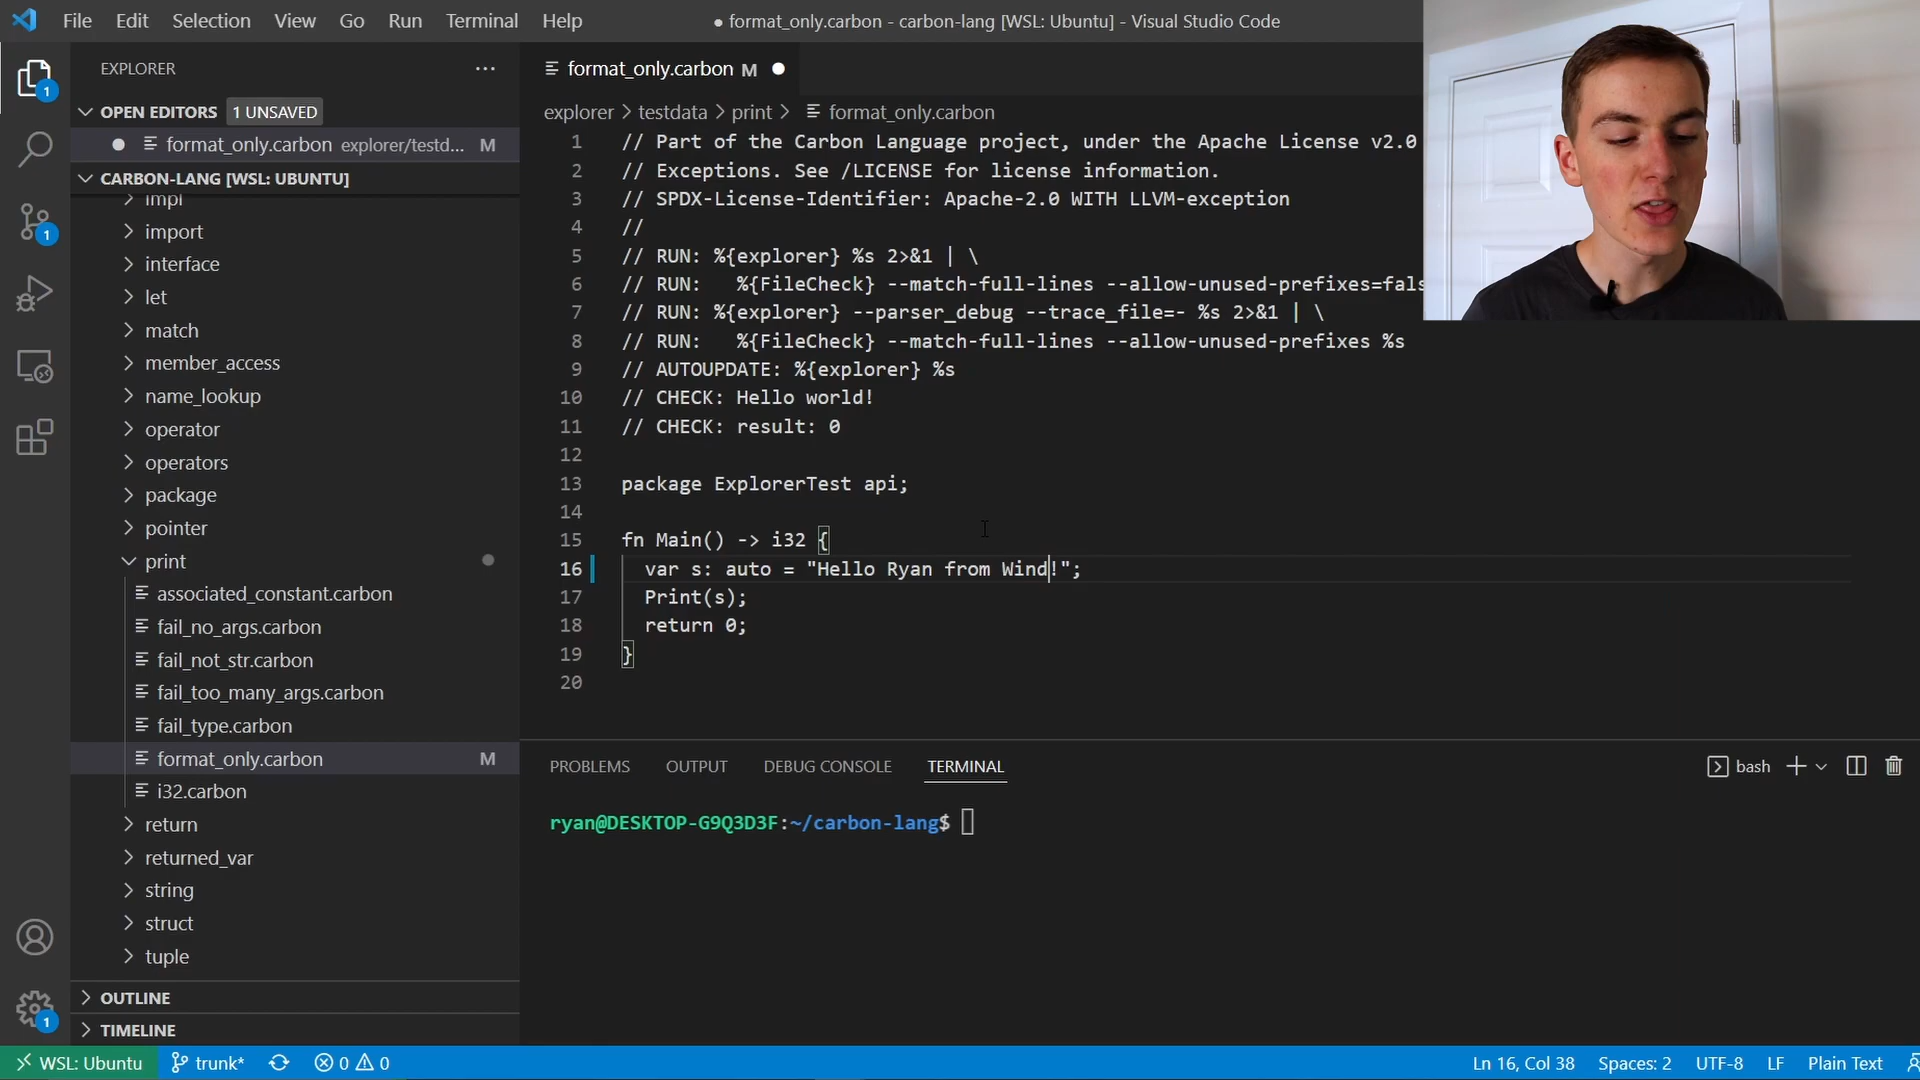 File Edit Selection View Go Run Terminal Help
● format_only.carbon - carbon-lang [WSL: Ubuntu] - Visual Studio Code
EXPLORER
OPEN EDITORS 1 UNSAVED
format_only.carbon explorer/testd... M
CARBON-LANG [WSL: UBUNTU]
impl
import
interface
let
match
member_access
name_lookup
operator
operators
package
pointer
print
associated_constant.carbon
fail_no_args.carbon
fail_not_str.carbon
fail_too_many_args.carbon
fail_type.carbon
format_only.carbon M
i32.carbon
return
returned_var
string
struct
tuple
OUTLINE
TIMELINE
1
1
1
format_only.carbon M
explorer > testdata > print > format_only.carbon
1 // Part of the Carbon Language project, under the Apache License v2.0
2 // Exceptions. See /LICENSE for license information.
3 // SPDX-License-Identifier: Apache-2.0 WITH LLVM-exception
4 //
5 // RUN: %{explorer} %s 2>&1 | \
6 // RUN:   %{FileCheck} --match-full-lines --allow-unused-prefixes=fals
7 // RUN: %{explorer} --parser_debug --trace_file=- %s 2>&1 | \
8 // RUN:   %{FileCheck} --match-full-lines --allow-unused-prefixes %s
9 // AUTOUPDATE: %{explorer} %s
10 // CHECK: Hello world!
11 // CHECK: result: 0
12
13 package ExplorerTest api;
14
15 fn Main() -> i32 {
16   var s: auto = "Hello Ryan from Wind!";
17   Print(s);
18   return 0;
19 }
20
PROBLEMS OUTPUT DEBUG CONSOLE TERMINAL
bash
ryan@DESKTOP-G9Q3D3F:~/carbon-lang$
WSL: Ubuntu trunk* 0 0
Ln 16, Col 38 Spaces: 2 UTF-8 LF Plain Text